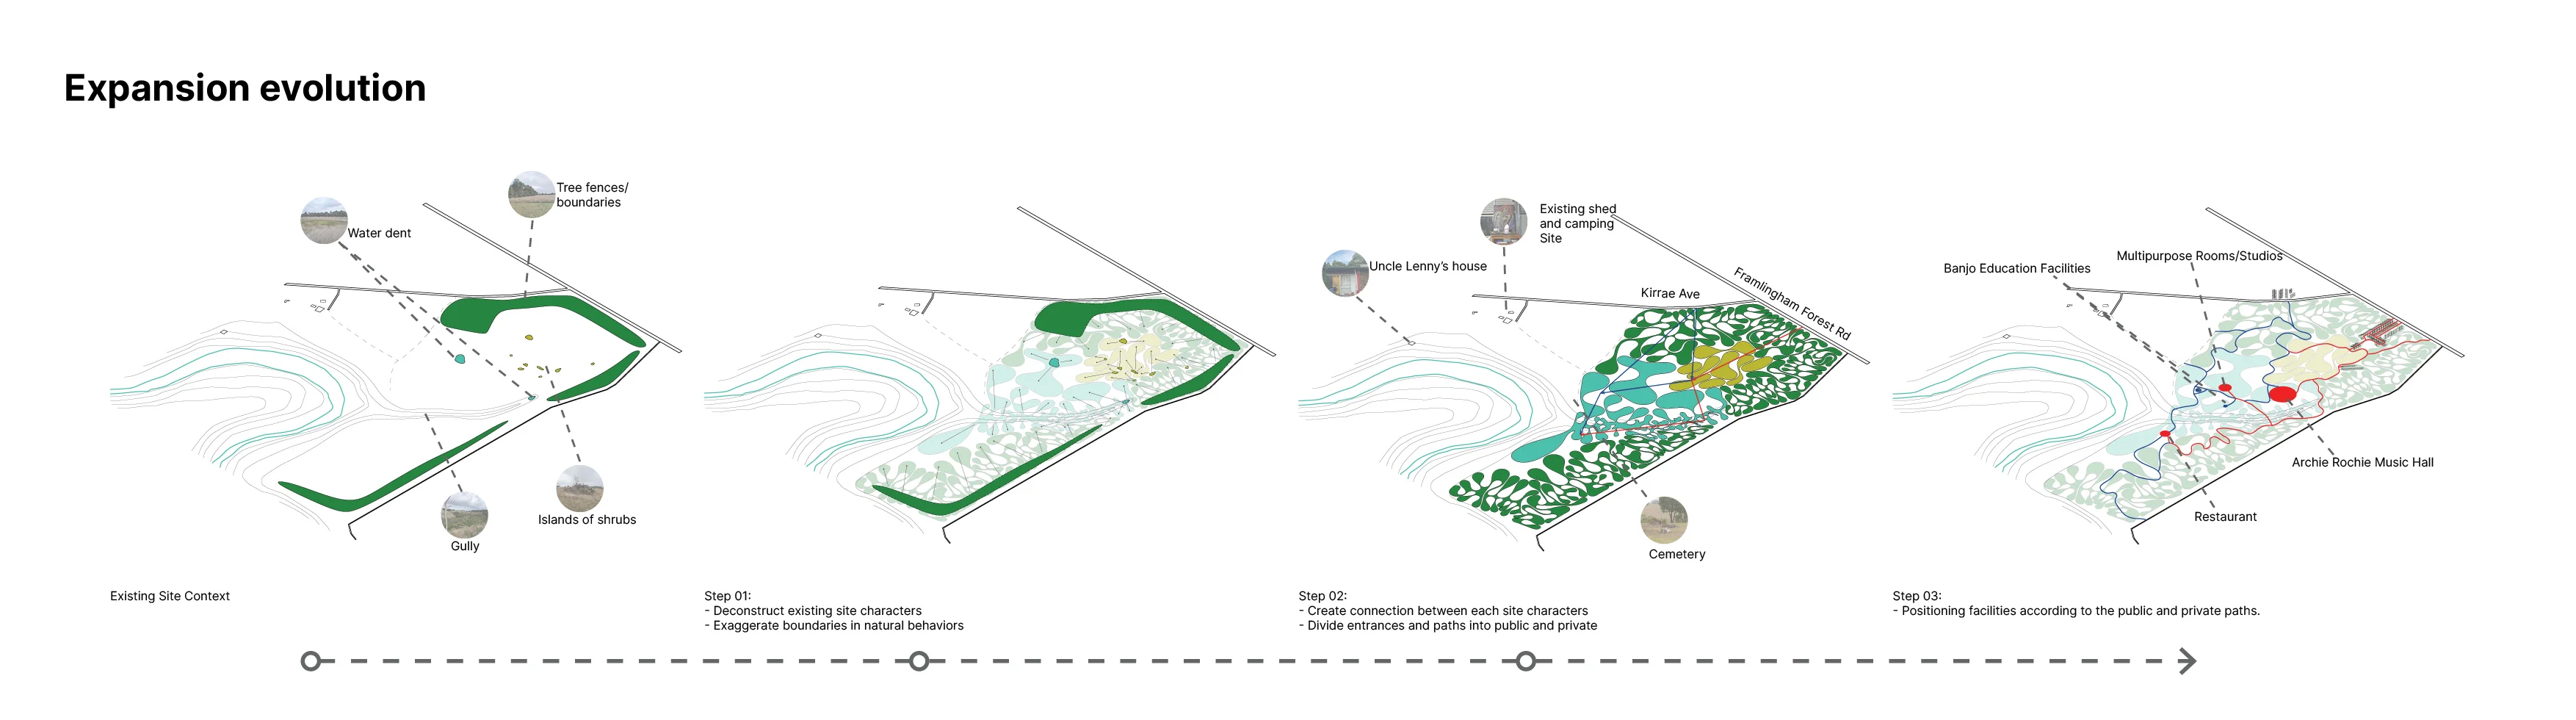 Expansion evolution
Tree fences/
boundaries
Water dent
Islands of shrubs
Gully
Existing Site Context
Step 01:
- Deconstruct existing site characters
- Exaggerate boundaries in natural behaviors
Existing shed
and camping
Site
Uncle Lenny's house
Kirrae Ave
Framlingham Forest Rd
Cemetery
Step 02:
- Create connection between each site characters
- Divide entrances and paths into public and private
Multipurpose Rooms/Studios
Banjo Education Facilities
Archie Rochie Music Hall
Restaurant
Step 03:
- Positioning facilities according to the public and private paths.